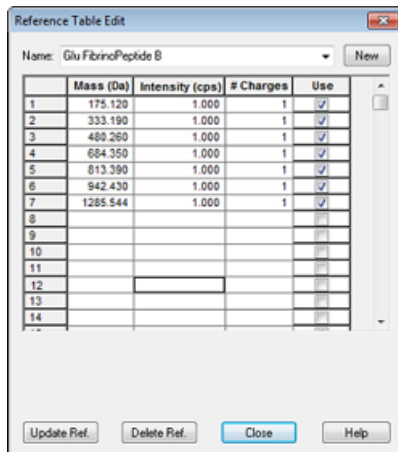 Reference Table Edit
Name: Glu FibrinoPeptide B New
Mass (Da) Intensity (cps) # Charges Use
1 175.120 1.000 1
2 333.190 1.000 1
3 480.260 1.000 1
4 684.350 1.000 1
5 813.390 1.000 1
6 942.430 1.000 1
7 1285.544 1.000 1
8
9
10
11
12
13
14
Update Ref. Delete Ref. Close Help